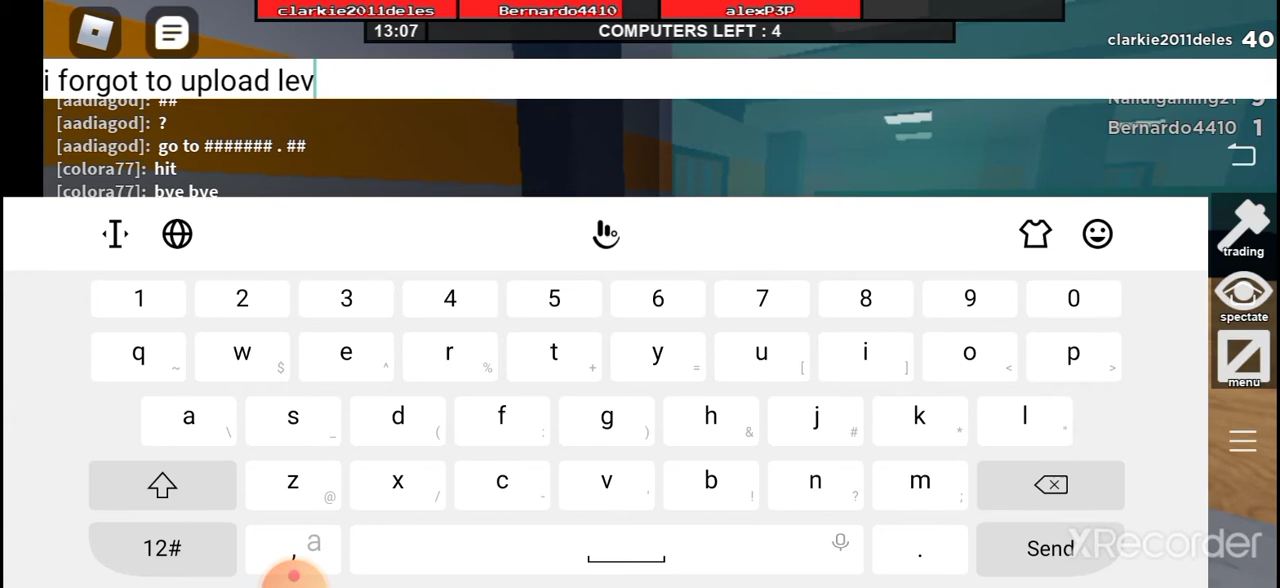 clarkie2011deles Bernardo4410 alexP3P
13:07 COMPUTERS LEFT : 4
clarkie2011deles 40
i forgot to upload lev
[aadiagod]: ##
[aadiagod]: ?
Bernardo4410 1
[aadiagod]: go to ####### . ##
[colora77]: hit
[colora77]: bye bye
trading
spectate
menu
1 2 3 4 5 6 7 8 9 0
q ~ w $ e ^ r % t + y = u [ i ] o < p >
a \ s _ d ( f : g ) h & j # k * l "
z @ x / c - v ' b ! n ? m ;
12# , a . Send
XRecorder